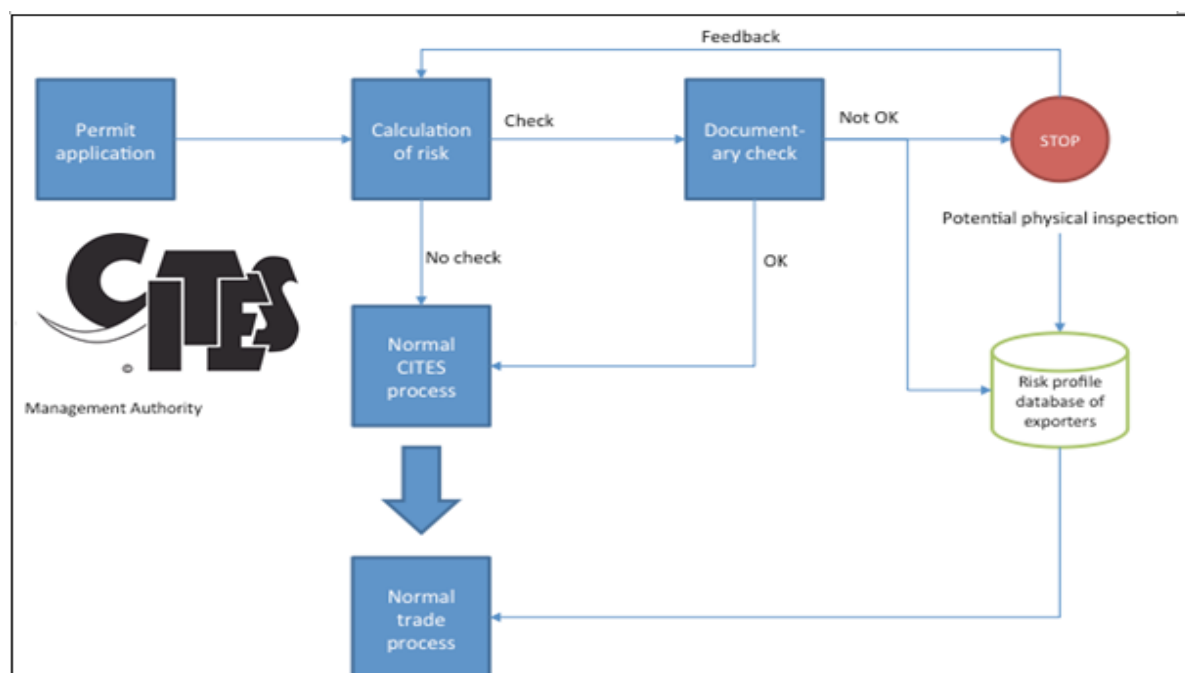 Feedback
Permit
application
Calculation
of risk
Check
Document-
ary check
Not OK
STOP
Potential physical inspection
No check
OK
CITES
©
Management Authority
Normal
CITES
process
Risk profile
database of
exporters
Normal
trade
process